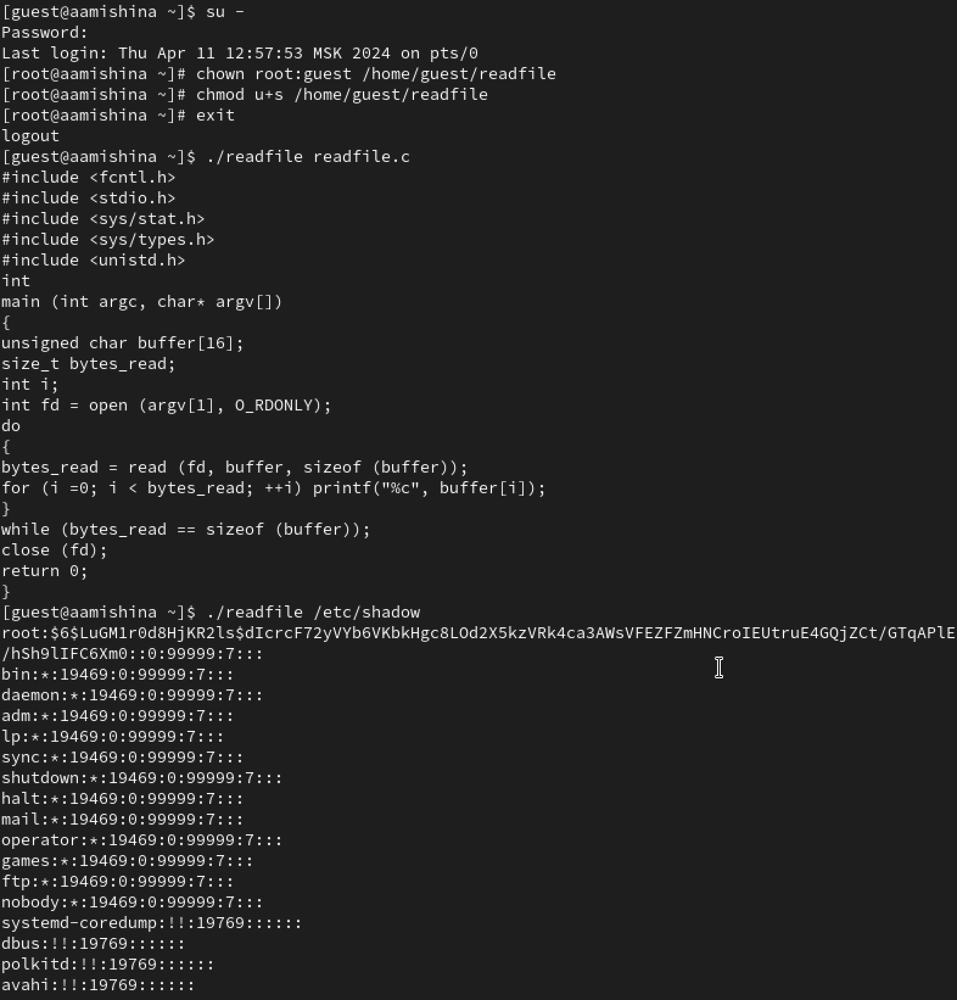 [guest@aamishina ~]$ su -
Password:
Last login: Thu Apr 11 12:57:53 MSK 2024 on pts/0
[root@aamishina ~]# chown root:guest /home/guest/readfile
[root@aamishina ~]# chmod u+s /home/guest/readfile
[root@aamishina ~]# exit
logout
[guest@aamishina ~]$ ./readfile readfile.c
#include <fcntl.h>
#include <stdio.h>
#include <sys/stat.h>
#include <sys/types.h>
#include <unistd.h>
int
main (int argc, char* argv[])
{
unsigned char buffer[16];
size_t bytes_read;
int i;
int fd = open (argv[1], O_RDONLY);
do
{
bytes_read = read (fd, buffer, sizeof (buffer));
for (i =0; i < bytes_read; ++i) printf("%c", buffer[i]);
}
while (bytes_read == sizeof (buffer));
close (fd);
return 0;
}
[guest@aamishina ~]$ ./readfile /etc/shadow
root:$6$LuGM1r0d8HjKR2ls$dIcrcF72yVYb6VKbkHgc8LOd2X5kzVRk4ca3AWsVFEZFZmHNCroIEUtruE4GQjZCt/GTqAPlE
/hSh9lIFC6Xm0::0:99999:7:::
bin:*:19469:0:99999:7:::
daemon:*:19469:0:99999:7:::
adm:*:19469:0:99999:7:::
lp:*:19469:0:99999:7:::
sync:*:19469:0:99999:7:::
shutdown:*:19469:0:99999:7:::
halt:*:19469:0:99999:7:::
mail:*:19469:0:99999:7:::
operator:*:19469:0:99999:7:::
games:*:19469:0:99999:7:::
ftp:*:19469:0:99999:7:::
nobody:*:19469:0:99999:7:::
systemd-coredump:!!:19769::::::
dbus:!!:19769::::::
polkitd:!!:19769::::::
avahi:!!:19769::::::